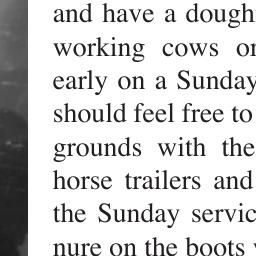 and have a dough
working cows or
early on a Sunday
should feel free to
grounds with the
horse trailers and
the Sunday servic
nure on the boots